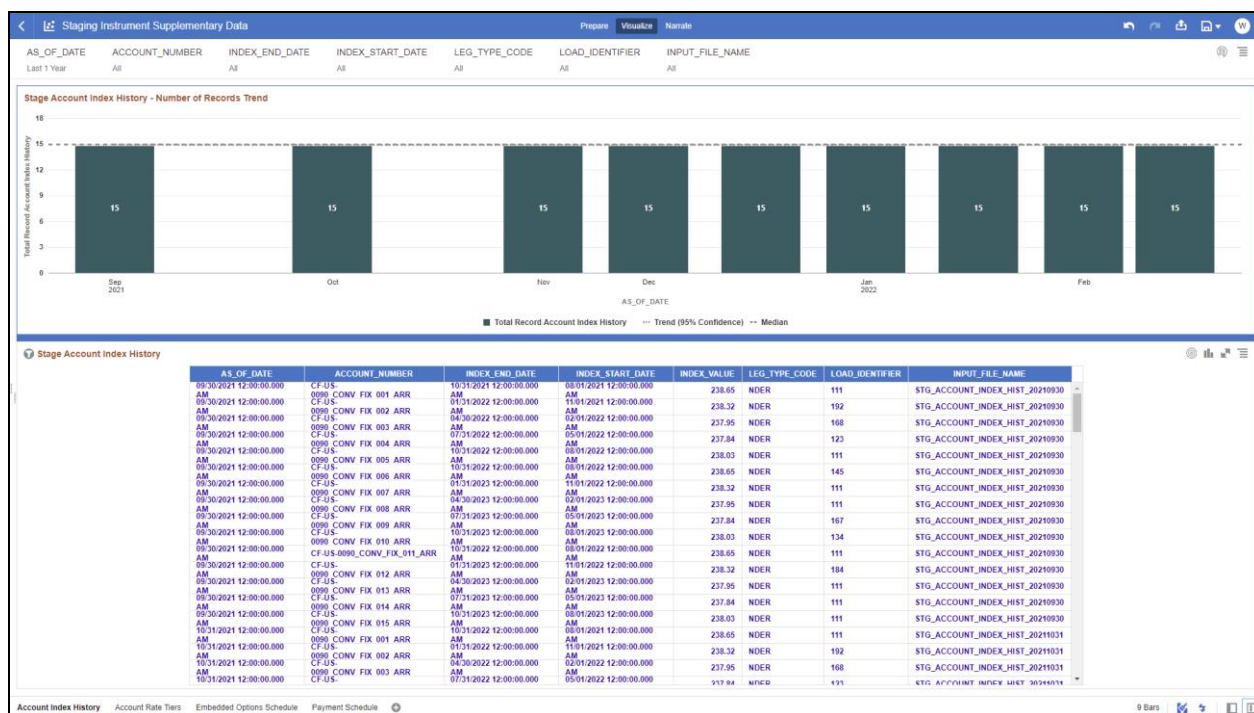 Staging Instrument Supplementary Data
Prepare Visualize Narrate
W
AS_OF_DATE ACCOUNT_NUMBER INDEX_END_DATE INDEX_START_DATE LEG_TYPE_CODE LOAD_IDENTIFIER INPUT_FILE_NAME
Last 1 Year All All All All All All
Stage Account Index History - Number of Records Trend
Total Record Account Index History
18
15
12
9
6
3
0
15 15 15 15 15 15 15 15 15
Sep Oct Nov Dec Jan Feb
2021 2022
AS_OF_DATE
Total Record Account Index History Trend (95% Confidence) Median
Stage Account Index History
AS_OF_DATE ACCOUNT_NUMBER INDEX_END_DATE INDEX_START_DATE INDEX_VALUE LEG_TYPE_CODE LOAD_IDENTIFIER INPUT_FILE_NAME
09/30/2021 12:00:00.000 CF-US- 10/31/2021 12:00:00.000 08/01/2021 12:00:00.000
AM 0090_CONV_FIX_001_ARR AM AM 238.65 NDER 111 STG_ACCOUNT_INDEX_HIST_20210930
09/30/2021 12:00:00.000 CF-US- 01/31/2022 12:00:00.000 11/01/2021 12:00:00.000
AM 0090_CONV_FIX_002_ARR AM AM 238.32 NDER 192 STG_ACCOUNT_INDEX_HIST_20210930
09/30/2021 12:00:00.000 CF-US- 04/30/2022 12:00:00.000 02/01/2022 12:00:00.000
AM 0090_CONV_FIX_003_ARR AM AM 237.95 NDER 168 STG_ACCOUNT_INDEX_HIST_20210930
09/30/2021 12:00:00.000 CF-US- 07/31/2022 12:00:00.000 05/01/2022 12:00:00.000
AM 0090_CONV_FIX_004_ARR AM AM 237.84 NDER 123 STG_ACCOUNT_INDEX_HIST_20210930
09/30/2021 12:00:00.000 CF-US- 10/31/2022 12:00:00.000 08/01/2022 12:00:00.000
AM 0090_CONV_FIX_005_ARR AM AM 238.03 NDER 111 STG_ACCOUNT_INDEX_HIST_20210930
09/30/2021 12:00:00.000 CF-US- 10/31/2022 12:00:00.000 08/01/2022 12:00:00.000
AM 0090_CONV_FIX_006_ARR AM AM 238.65 NDER 145 STG_ACCOUNT_INDEX_HIST_20210930
09/30/2021 12:00:00.000 CF-US- 01/31/2023 12:00:00.000 11/01/2022 12:00:00.000
AM 0090_CONV_FIX_007_ARR AM AM 238.32 NDER 111 STG_ACCOUNT_INDEX_HIST_20210930
09/30/2021 12:00:00.000 CF-US- 04/30/2023 12:00:00.000 02/01/2023 12:00:00.000
AM 0090_CONV_FIX_008_ARR AM AM 237.95 NDER 111 STG_ACCOUNT_INDEX_HIST_20210930
09/30/2021 12:00:00.000 CF-US- 07/31/2023 12:00:00.000 05/01/2023 12:00:00.000
AM 0090_CONV_FIX_009_ARR AM AM 237.84 NDER 167 STG_ACCOUNT_INDEX_HIST_20210930
09/30/2021 12:00:00.000 CF-US- 10/31/2023 12:00:00.000 08/01/2023 12:00:00.000
AM 0090_CONV_FIX_010_ARR AM AM 238.03 NDER 134 STG_ACCOUNT_INDEX_HIST_20210930
09/30/2021 12:00:00.000 10/31/2022 12:00:00.000 08/01/2022 12:00:00.000
AM CF-US-0090_CONV_FIX_011_ARR AM AM 238.65 NDER 111 STG_ACCOUNT_INDEX_HIST_20210930
09/30/2021 12:00:00.000 CF-US- 01/31/2023 12:00:00.000 11/01/2022 12:00:00.000
AM 0090_CONV_FIX_012_ARR AM AM 238.32 NDER 184 STG_ACCOUNT_INDEX_HIST_20210930
09/30/2021 12:00:00.000 CF-US- 04/30/2023 12:00:00.000 02/01/2023 12:00:00.000
AM 0090_CONV_FIX_013_ARR AM AM 237.95 NDER 111 STG_ACCOUNT_INDEX_HIST_20210930
09/30/2021 12:00:00.000 CF-US- 07/31/2023 12:00:00.000 05/01/2023 12:00:00.000
AM 0090_CONV_FIX_014_ARR AM AM 237.84 NDER 111 STG_ACCOUNT_INDEX_HIST_20210930
09/30/2021 12:00:00.000 CF-US- 10/31/2023 12:00:00.000 08/01/2023 12:00:00.000
AM 0090_CONV_FIX_015_ARR AM AM 238.03 NDER 111 STG_ACCOUNT_INDEX_HIST_20210930
10/31/2021 12:00:00.000 CF-US- 10/31/2022 12:00:00.000 08/01/2021 12:00:00.000
AM 0090_CONV_FIX_001_ARR AM AM 238.65 NDER 111 STG_ACCOUNT_INDEX_HIST_20211031
10/31/2021 12:00:00.000 CF-US- 01/31/2022 12:00:00.000 11/01/2021 12:00:00.000
AM 0090_CONV_FIX_002_ARR AM AM 238.32 NDER 192 STG_ACCOUNT_INDEX_HIST_20211031
10/31/2021 12:00:00.000 CF-US- 04/30/2022 12:00:00.000 02/01/2022 12:00:00.000
AM 0090_CONV_FIX_003_ARR AM AM 237.95 NDER 168 STG_ACCOUNT_INDEX_HIST_20211031
10/31/2021 12:00:00.000 CF-US- 07/31/2022 12:00:00.000 05/01/2022 12:00:00.000
237.84 NDER 123 STG_ACCOUNT_INDEX_HIST_20211031
Account Index History Account Rate Tiers Embedded Options Schedule Payment Schedule 9 Bars